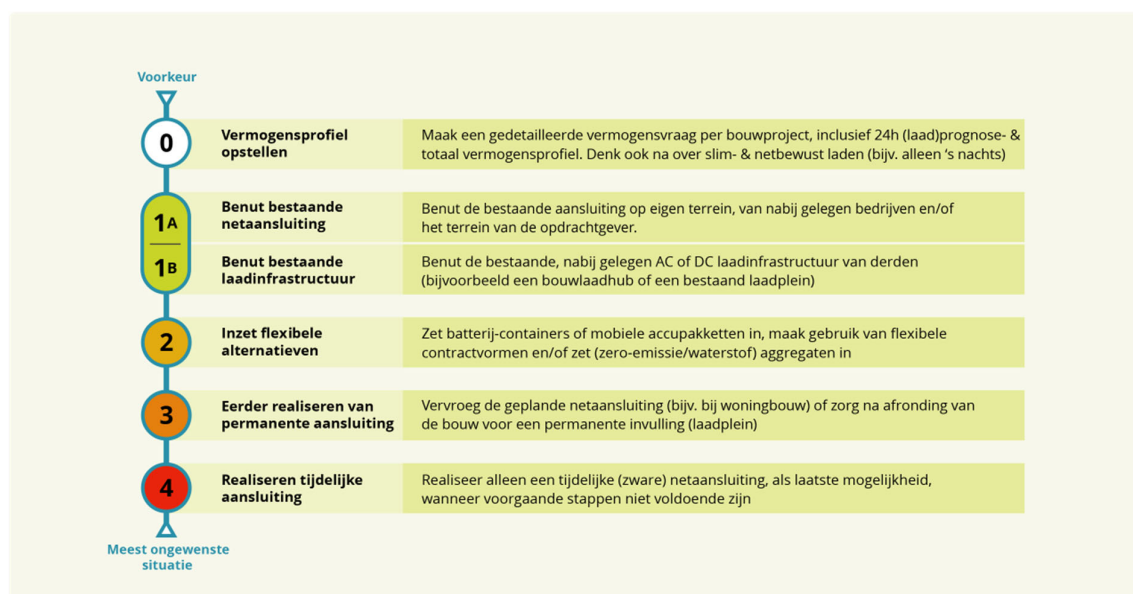 Voorkeur
0
Vermogensprofiel
opstellen
Maak een gedetailleerde vermogensvraag per bouwproject, inclusief 24h (laad)prognose- &
totaal vermogensprofiel. Denk ook na over slim- & netbewust laden (bijv. alleen ‘s nachts)
1A
Benut bestaande
netaansluiting
Benut de bestaande aansluiting op eigen terrein, van nabij gelegen bedrijven en/of
het terrein van de opdrachtgever.
1B
Benut bestaande
laadinfrastructuur
Benut de bestaande, nabij gelegen AC of DC laadinfrastructuur van derden
(bijvoorbeeld een bouwlaadhub of een bestaand laadplein)
2
Inzet flexibele
alternatieven
Zet batterij-containers of mobiele accupakketten in, maak gebruik van flexibele
contractvormen en/of zet (zero-emissie/waterstof) aggregaten in
3
Eerder realiseren van
permanente aansluiting
Vervroeg de geplande netaansluiting (bijv. bij woningbouw) of zorg na afronding van
de bouw voor een permanente invulling (laadplein)
4
Realiseren tijdelijke
aansluiting
Realiseer alleen een tijdelijke (zware) netaansluiting, als laatste mogelijkheid,
wanneer voorgaande stappen niet voldoende zijn
Meest ongewenste
situatie